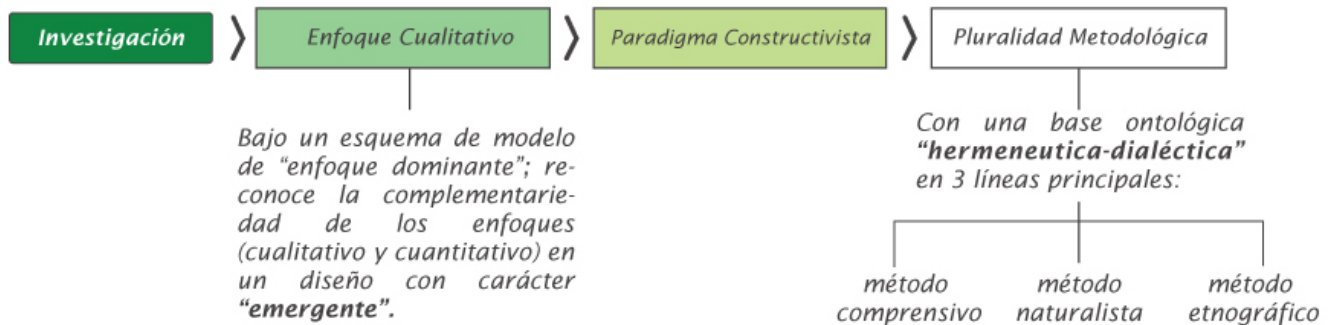 Investigación
Enfoque Cualitativo
Paradigma Constructivista
Pluralidad Metodológica
Bajo un esquema de modelo
de “enfoque dominante”; re-
conoce la complementarie-
dad de los enfoques
(cualitativo y cuantitativo) en
un diseño con carácter
“emergente”.
Con una base ontológica
“hermeneutica-dialéctica”
en 3 líneas principales:
método
comprensivo
método
naturalista
método
etnográfico